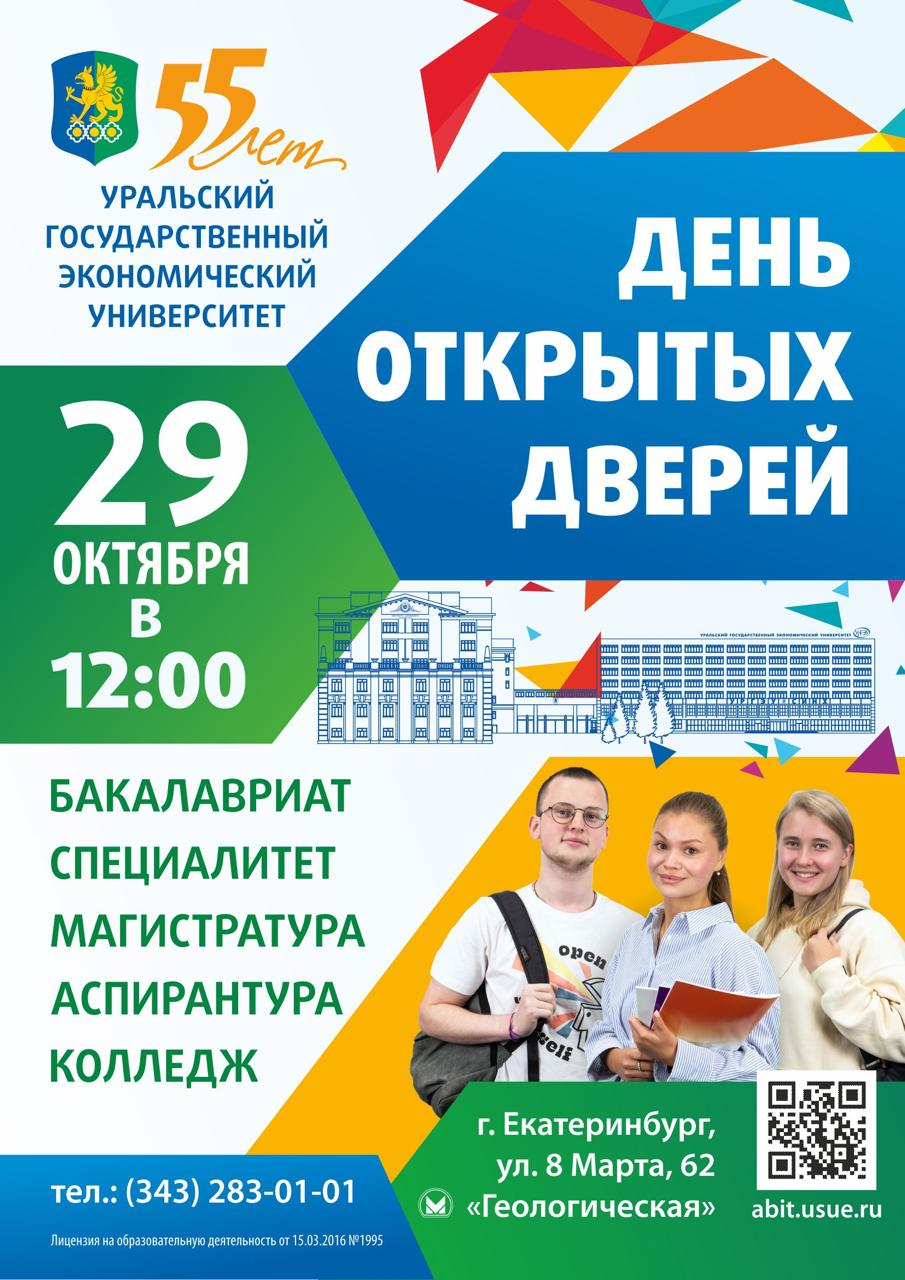 55 лет
УРАЛЬСКИЙ
ГОСУДАРСТВЕННЫЙ
ЭКОНОМИЧЕСКИЙ
УНИВЕРСИТЕТ
ДЕНЬ
ОТКРЫТЫХ
ДВЕРЕЙ
29
ОКТЯБРЯ
В
12:00
УРАЛЬСКИЙ ГОСУДАРСТВЕННЫЙ ЭКОНОМИЧЕСКИЙ УНИВЕРСИТЕТ
БАКАЛАВРИАТ
СПЕЦИАЛИТЕТ
МАГИСТРАТУРА
АСПИРАНТУРА
КОЛЛЕДЖ
open
г. Екатеринбург,
ул. 8 Марта, 62
«Геологическая»
abit.usue.ru
тел.: (343) 283-01-01
Лицензия на образовательную деятельность от 15.03.2016 №1995